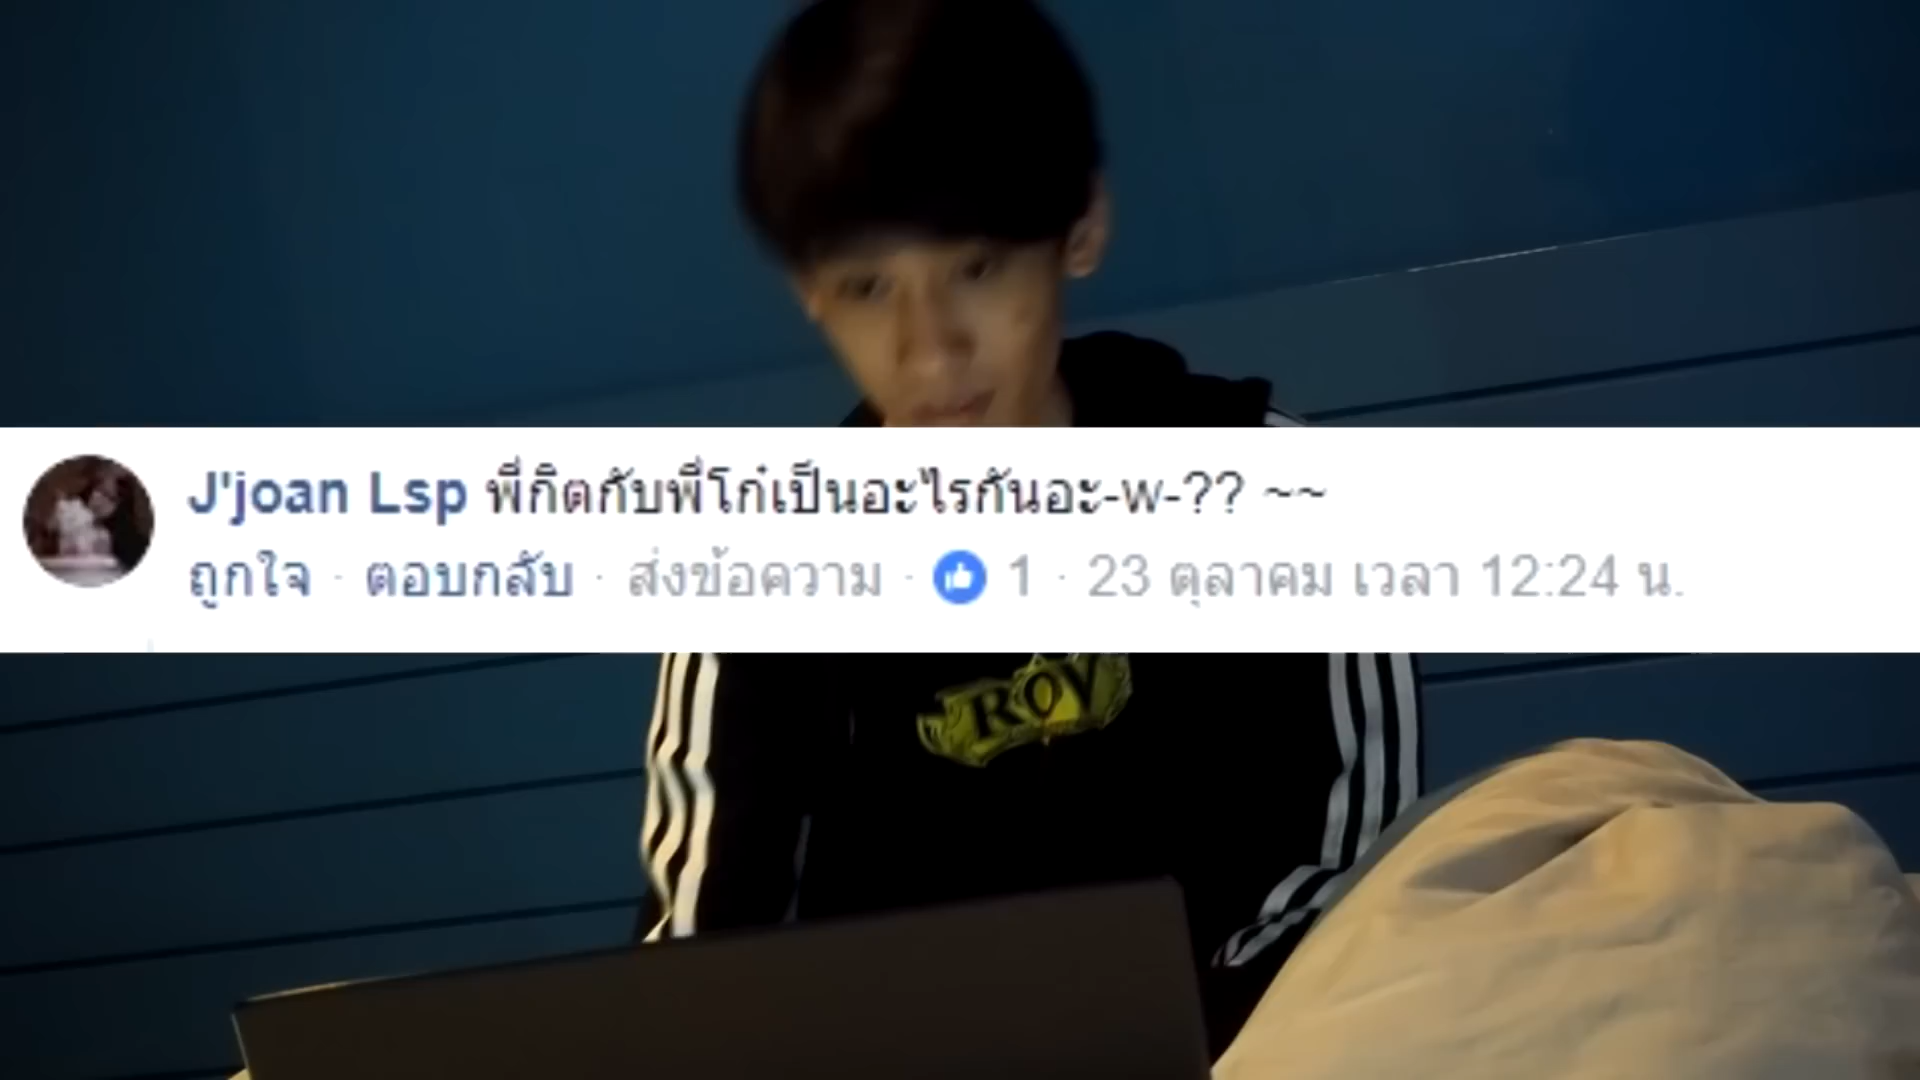 J'joan Lsp พี่กิตกับพี่โก๋เป็นอะไรกันอะ-w-?? ~~
ถูกใจ · ตอบกลับ · ส่งข้อความ · 1 · 23 ตุลาคม เวลา 12:24 น.
ROV